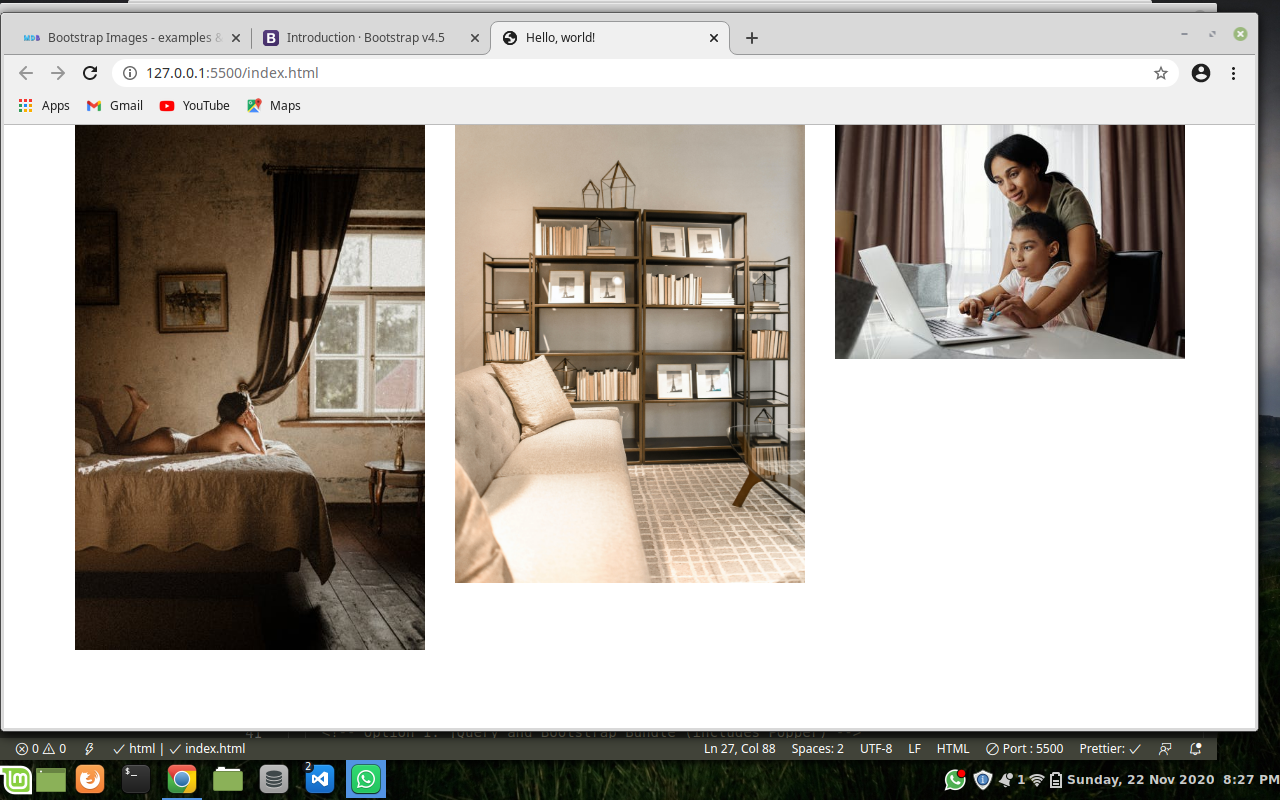 Bootstrap Images - examples &
Introduction · Bootstrap v4.5
Hello, world!
127.0.0.1:5500/index.html
Apps
Gmail
YouTube
Maps
41 <!-- Option 1: jQuery and Bootstrap Bundle (includes Popper) -->
0 0 html | index.html
Ln 27, Col 88 Spaces: 2 UTF-8 LF HTML Port : 5500 Prettier:
$_
2
1 Sunday, 22 Nov 2020 8:27 PM